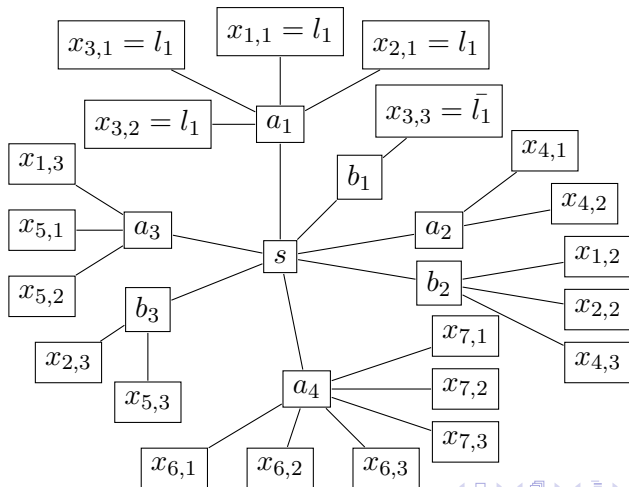 x_{1,1} = l_1
x_{3,1} = l_1
x_{2,1} = l_1
x_{3,3} = \bar{l_1}
x_{3,2} = l_1
a_1
x_{4,1}
x_{1,3}
b_1
x_{4,2}
x_{5,1}
a_3
a_2
s
x_{1,2}
x_{5,2}
b_2
x_{2,2}
b_3
x_{7,1}
x_{4,3}
x_{2,3}
a_4
x_{7,2}
x_{5,3}
x_{7,3}
x_{6,1}
x_{6,2}
x_{6,3}